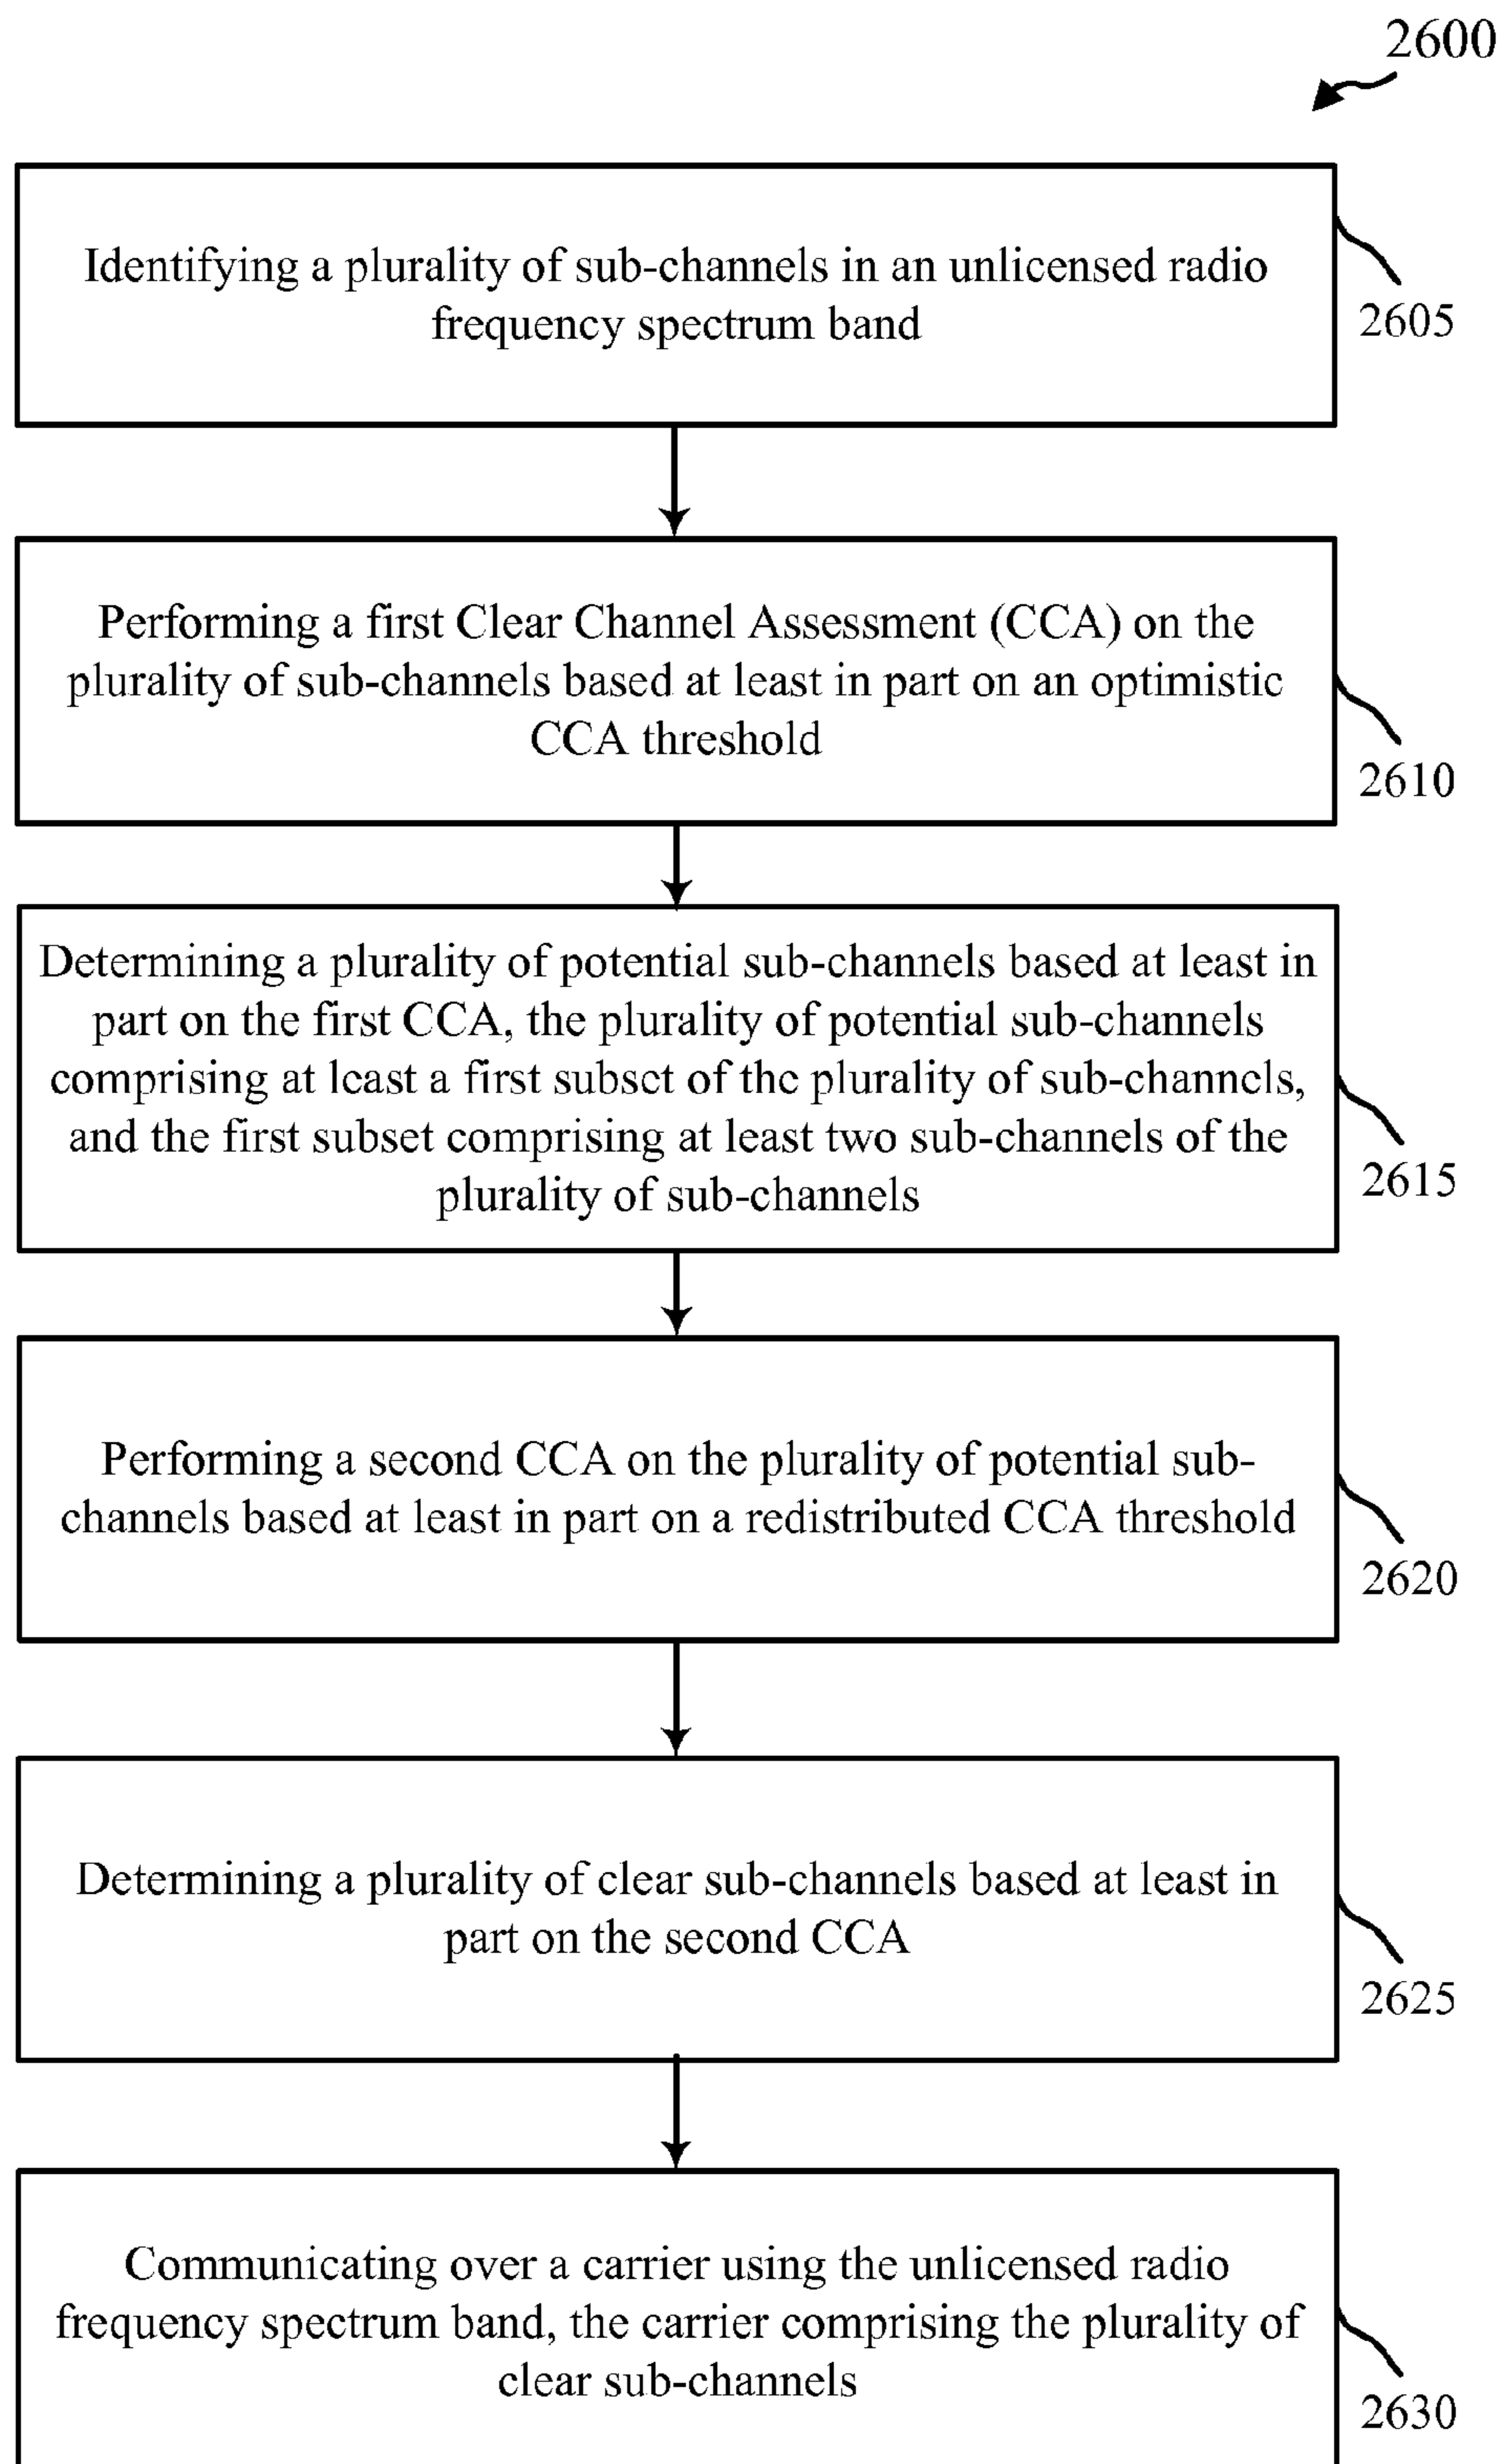 2600
Identifying a plurality of sub-channels in an unlicensed radio
frequency spectrum band
2605
Performing a first Clear Channel Assessment (CCA) on the
plurality of sub-channels based at least in part on an optimistic
CCA threshold
2610
Determining a plurality of potential sub-channels based at least in
part on the first CCA, the plurality of potential sub-channels
comprising at least a first subset of the plurality of sub-channels,
and the first subset comprising at least two sub-channels of the
plurality of sub-channels
2615
Performing a second CCA on the plurality of potential sub-
channels based at least in part on a redistributed CCA threshold
2620
Determining a plurality of clear sub-channels based at least in
part on the second CCA
2625
Communicating over a carrier using the unlicensed radio
frequency spectrum band, the carrier comprising the plurality of
clear sub-channels
2630